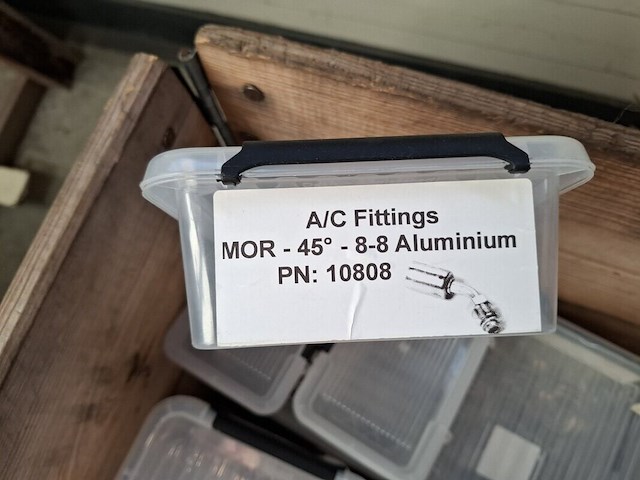 A/C Fittings
MOR - 45° - 8-8 Aluminium
PN: 10808